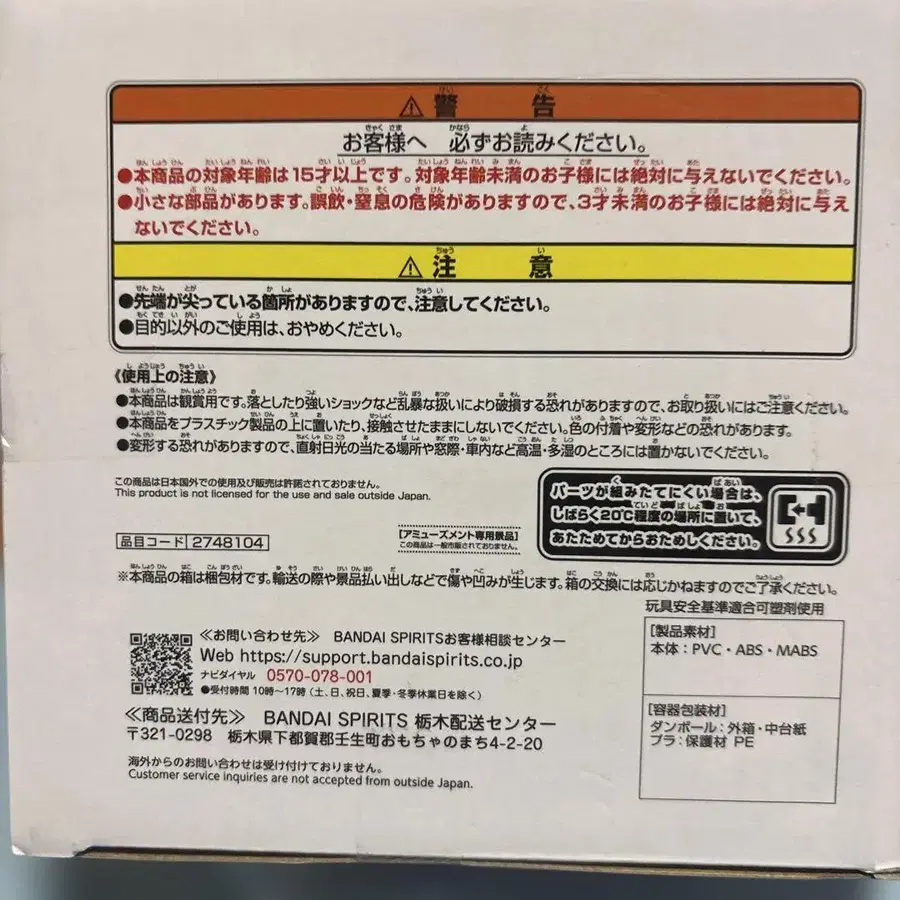 ⚠警告
お客様へ 必ずお読みください。
●本商品の対象年齢は15才以上です。対象年齢未満のお子様には絶対に与えないでください。
●小さな部品があります。誤飲・窒息の危険がありますので、3才未満のお子様には絶対に与え
ないでください。
⚠注意
●先端が尖っている箇所がありますので、注意してください。
●目的以外のご使用は、おやめください。
《使用上の注意》
●本商品は観賞用です。落としたり強いショックなど乱暴な扱いにより破損する恐れがありますので、お取り扱いにはご注意ください。
●本商品をプラスチック製品の上に置いたり、接触させたままにしないでください。色の付着や変形などの恐れがあります。
●変形する恐れがありますので、直射日光の当たる場所や窓際・車内など高温・多湿のところには置かないでください。
この商品は日本国外での使用及び販売は許諾されておりません。
This product is not licensed for the use and sale outside Japan.
パーツが組みたてにくい場合は、
しばらく20℃程度の場所に置いて、
あたためてからおためしください。
品目コード 2748104
[アミューズメント専用景品]
この商品は一般市販されておりません。
※本商品の箱は梱包材です。輸送の際や景品払い出しなどで傷や凹みが生じます。箱の交換には応じかねますのでご了承ください。
玩具安全基準適合可塑剤使用
[製品素材]
本体：PVC・ABS・MABS
[容器包装材]
ダンボール：外箱・中台紙
プラ：保護材 PE
≪お問い合わせ先≫ BANDAI SPIRITSお客様相談センター
Web https://support.bandaispirits.co.jp
ナビダイヤル 0570-078-001
●受付時間 10時〜17時（土、日、祝日、夏季・冬季休業日を除く）
≪商品送付先≫ BANDAI SPIRITS 栃木配送センター
〒321-0298 栃木県下都賀郡壬生町おもちゃのまち4-2-20
海外からのお問い合わせは受け付けておりません。
Customer service inquiries are not accepted from outside Japan.